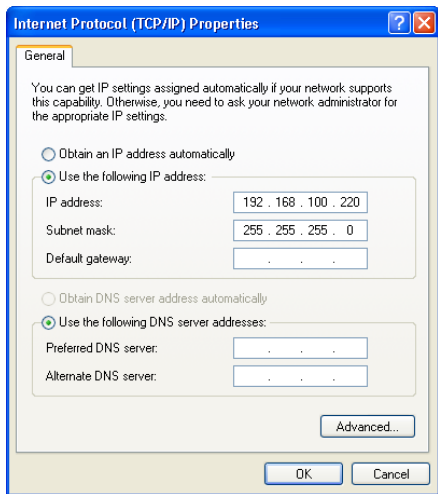 Internet Protocol (TCP/IP) Properties
General
You can get IP settings assigned automatically if your network supports
this capability. Otherwise, you need to ask your network administrator for
the appropriate IP settings.
Obtain an IP address automatically
Use the following IP address:
IP address: 192 . 168 . 100 . 220
Subnet mask: 255 . 255 . 255 . 0
Default gateway: . . .
Obtain DNS server address automatically
Use the following DNS server addresses:
Preferred DNS server: . . .
Alternate DNS server: . . .
Advanced...
OK Cancel